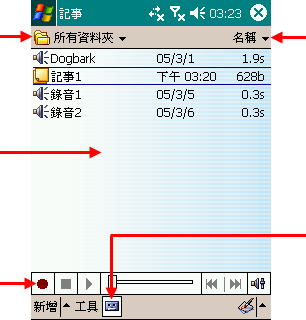 記事 03:23
所有資料夾 名稱
Dogbark 05/3/1 1.9s
記事1 下午 03:20 628b
錄音1 05/3/5 0.3s
錄音2 05/3/6 0.3s
新增 工具